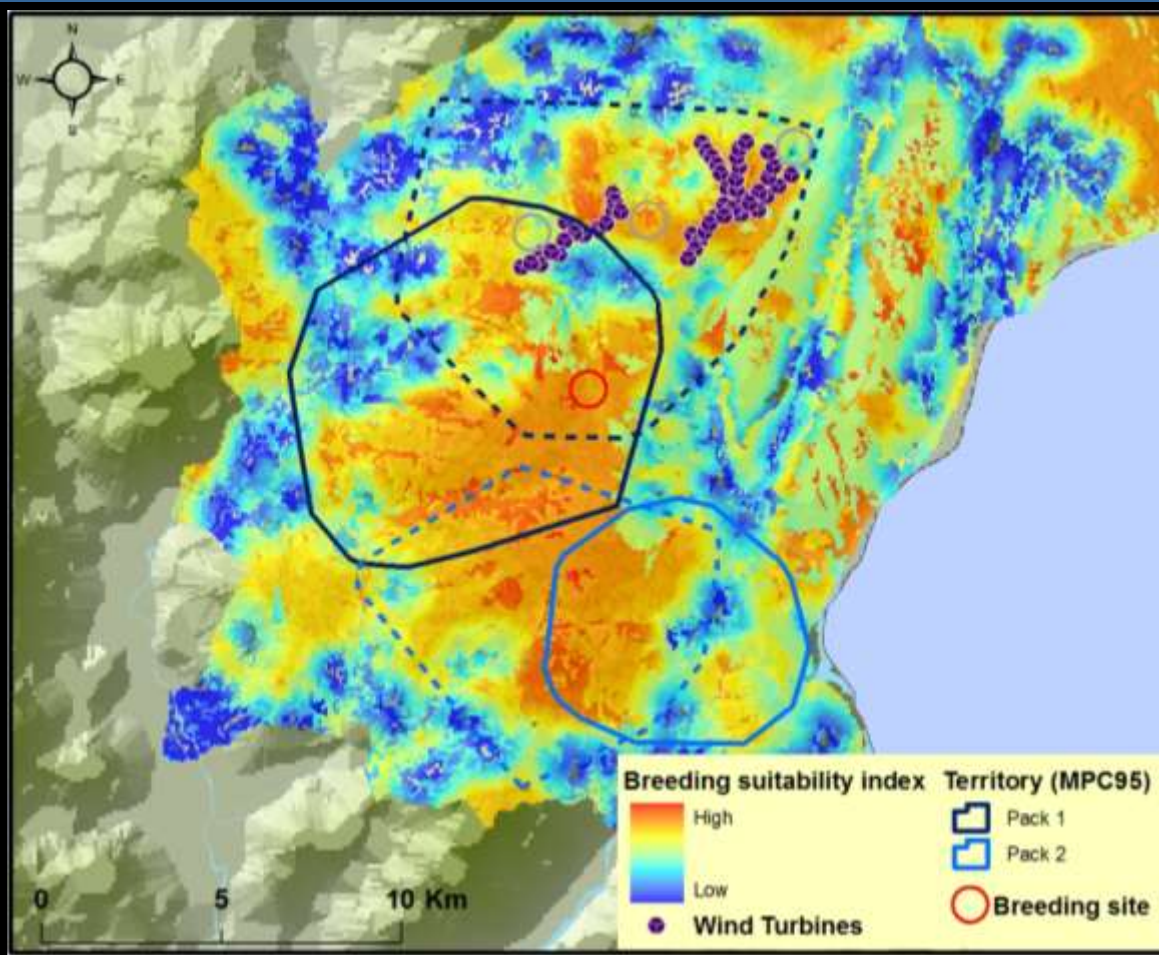 N
W E
S
Breeding suitability index
High
Low
Wind Turbines
Territory (MPC95)
Pack 1
Pack 2
Breeding site
0 5 10 Km